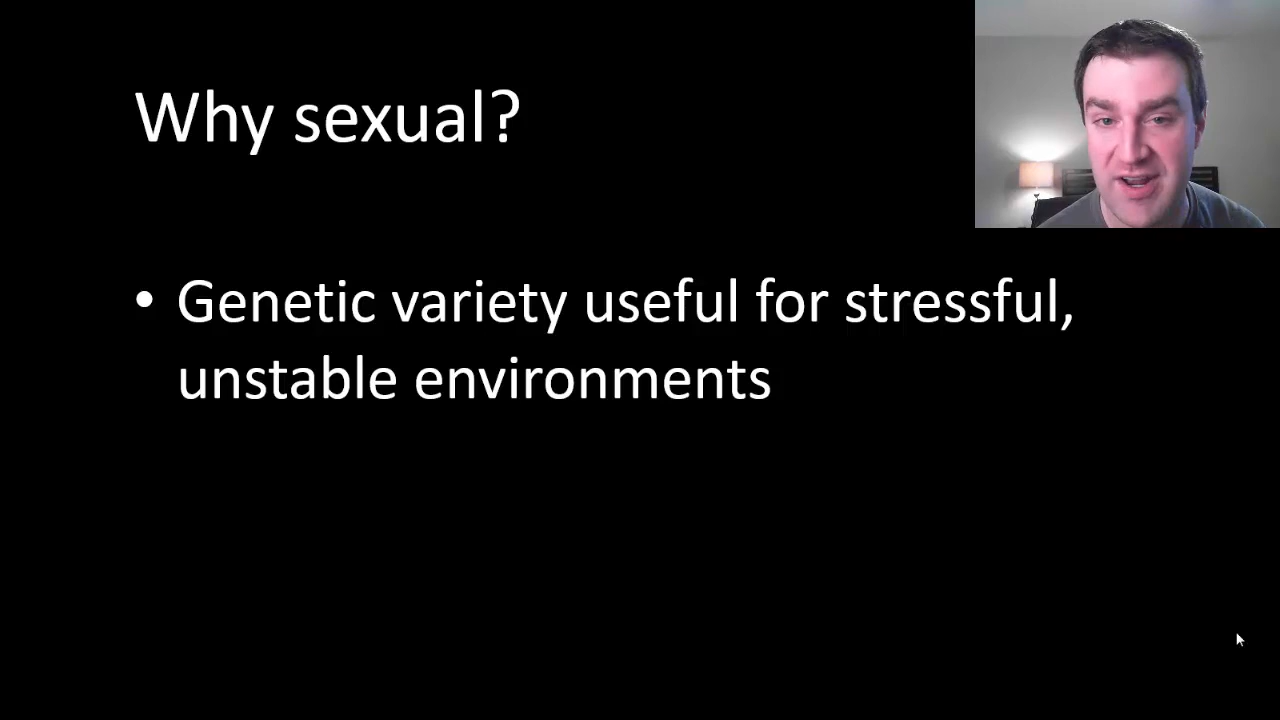 Why sexual?
• Genetic variety useful for stressful,
unstable environments